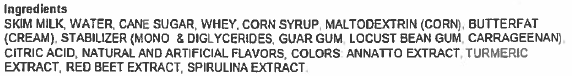 Ingredients
SKIM MILK, WATER, CANE SUGAR, WHEY, CORN SYRUP, MALTODEXTRIN (CORN), BUTTERFAT
(CREAM), STABILIZER (MONO & DIGLYCERIDES, GUAR GUM, LOCUST BEAN GUM, CARRAGEENAN),
CITRIC ACID, NATURAL AND ARTIFICIAL FLAVORS, COLORS: ANNATTO EXTRACT, TURMERIC
EXTRACT, RED BEET EXTRACT, SPIRULINA EXTRACT.